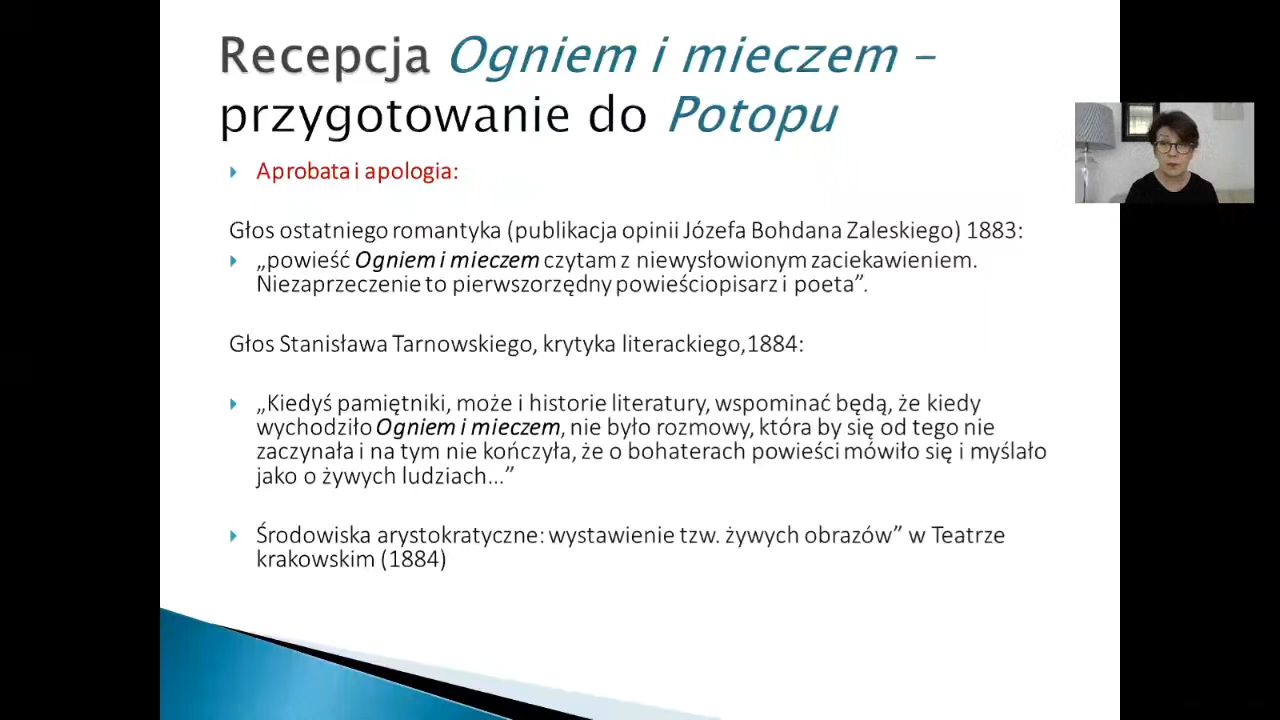 Recepcja Ogniem i mieczem –
przygotowanie do Potopu
Aprobata i apologia:
Głos ostatniego romantyka (publikacja opinii Józefa Bohdana Zaleskiego) 1883:
„powieść Ogniem i mieczem czytam z niewysłowionym zaciekawieniem.
Niezaprzeczenie to pierwszorzędny powieściopisarz i poeta”.
Głos Stanisława Tarnowskiego, krytyka literackiego,1884:
„Kiedyś pamiętniki, może i historie literatury, wspominać będą, że kiedy
wychodziło Ogniem i mieczem, nie było rozmowy, która by się od tego nie
zaczynała i na tym nie kończyła, że o bohaterach powieści mówiło się i myślało
jako o żywych ludziach…”
Środowiska arystokratyczne: wystawienie tzw. żywych obrazów” w Teatrze
krakowskim (1884)